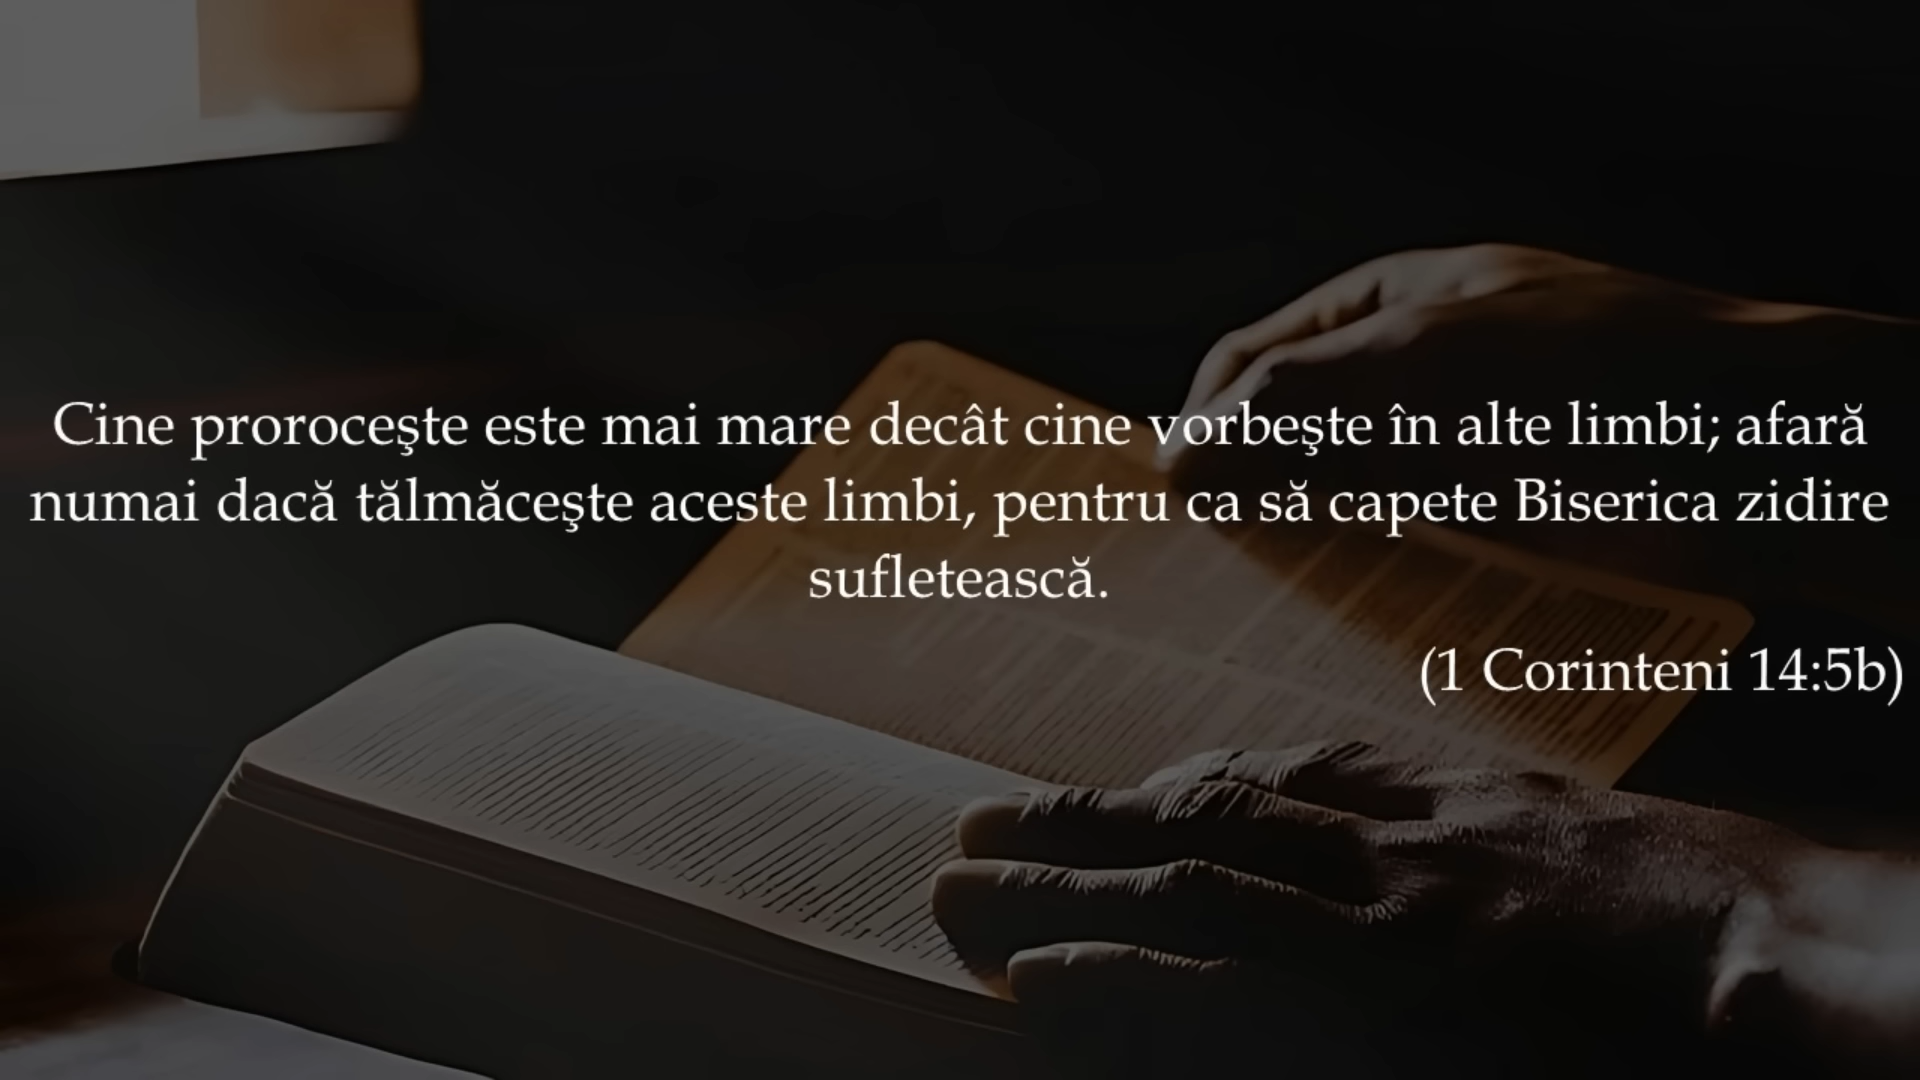 Cine proroceşte este mai mare decât cine vorbeşte în alte limbi; afară
numai dacă tălmăceşte aceste limbi, pentru ca să capete Biserica zidire
sufletească.
(1 Corinteni 14:5b)